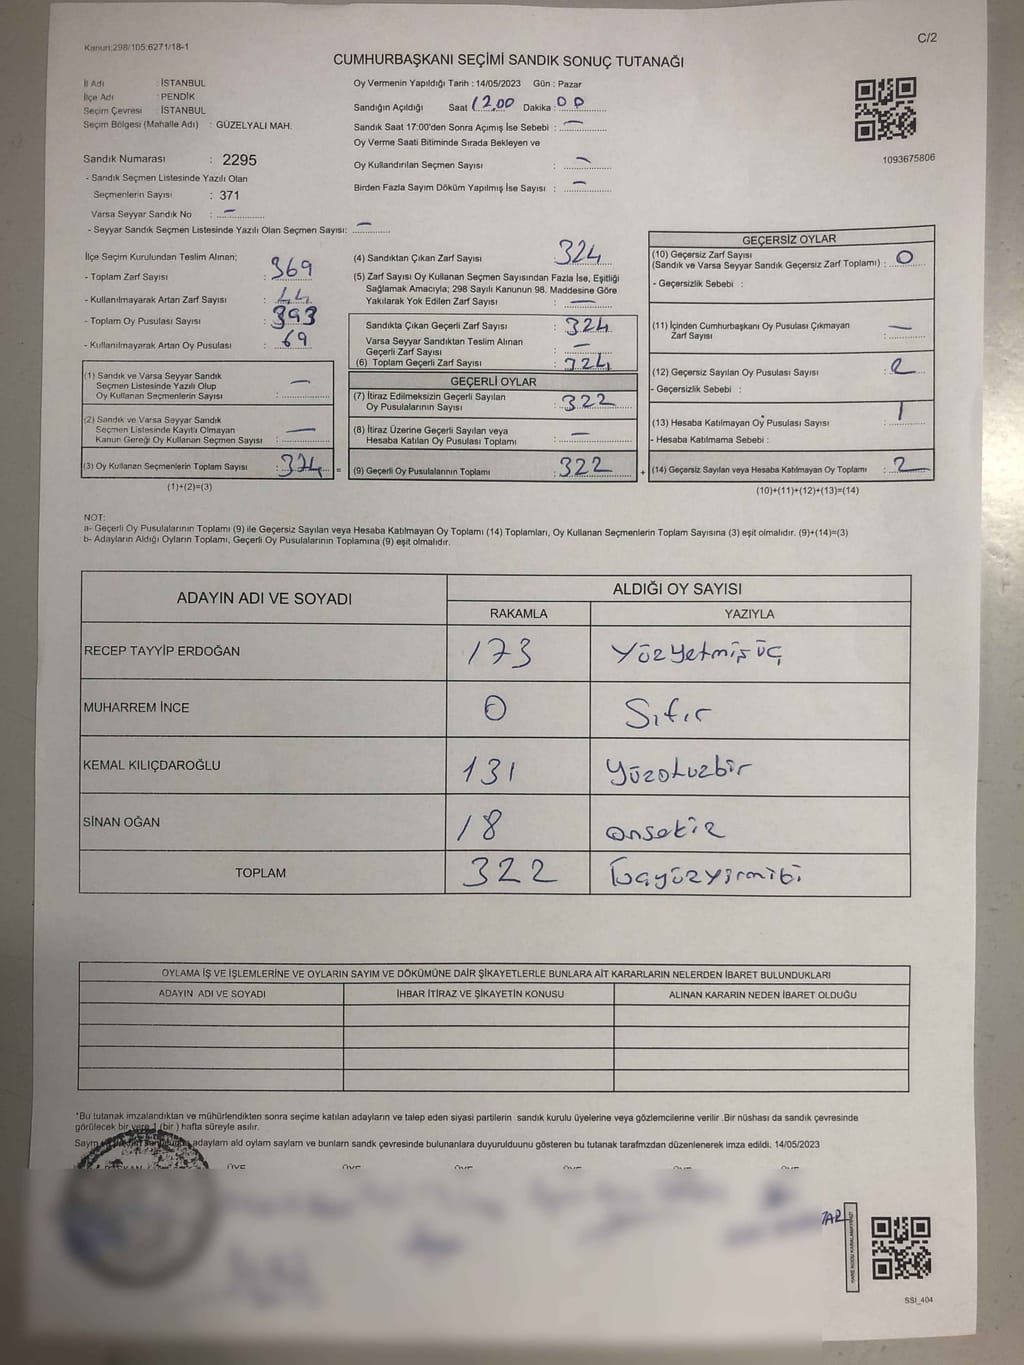 Kanun:298/105:6271/18-1
C/2
CUMHURBAŞKANI SEÇİMİ SANDIK SONUÇ TUTANAĞI
İl Adı : İSTANBUL
İlçe Adı : PENDİK
Seçim Çevresi : İSTANBUL
Seçim Bölgesi (Mahalle Adı) : GÜZELYALI MAH.
Sandık Numarası : 2295
- Sandık Seçmen Listesinde Yazılı Olan
Seçmenlerin Sayısı : 371
Varsa Seyyar Sandık No : –
- Seyyar Sandık Seçmen Listesinde Yazılı Olan Seçmen Sayısı: –
Oy Vermenin Yapıldığı Tarih : 14/05/2023 Gün : Pazar
Sandığın Açıldığı Saat 12.00 Dakika : 00
Sandık Saat 17:00'den Sonra Açımış İse Sebebi : –
Oy Verme Saati Bitiminde Sırada Bekleyen ve
Oy Kullandırılan Seçmen Sayısı : –
Birden Fazla Sayım Döküm Yapılmış İse Sayısı : –
1093675806
İlçe Seçim Kurulundan Teslim Alınan;
- Toplam Zarf Sayısı : 369
- Kullanılmayarak Artan Zarf Sayısı :
- Toplam Oy Pusulası Sayısı : 393
- Kullanılmayarak Artan Oy Pusulası : 69
(1) Sandık ve Varsa Seyyar Sandık
Seçmen Listesinde Yazılı Olup
Oy Kullanan Seçmenlerin Sayısı : –
(2) Sandık ve Varsa Seyyar Sandık
Seçmen Listesinde Kayıtlı Olmayan
Kanun Gereği Oy Kullanan Seçmen Sayısı : –
(3) Oy Kullanan Seçmenlerin Toplam Sayısı : 324 =
(1)+(2)=(3)
(4) Sandıktan Çıkan Zarf Sayısı 324
(5) Zarf Sayısı Oy Kullanan Seçmen Sayısından Fazla İse, Eşitliği
Sağlamak Amacıyla; 298 Sayılı Kanunun 98. Maddesine Göre
Yakılarak Yok Edilen Zarf Sayısı : –
Sandıkta Çıkan Geçerli Zarf Sayısı : 324
Varsa Seyyar Sandıktan Teslim Alınan
Geçerli Zarf Sayısı : –
(6) Toplam Geçerli Zarf Sayısı : 324
GEÇERLİ OYLAR
(7) İtiraz Edilmeksizin Geçerli Sayılan
Oy Pusulalarının Sayısı : 322
(8) İtiraz Üzerine Geçerli Sayılan veya
Hesaba Katılan Oy Pusulası Toplamı : –
(9) Geçerli Oy Pusulalarının Toplamı : 322 +
GEÇERSİZ OYLAR
(10) Geçersiz Zarf Sayısı
(Sandık ve Varsa Seyyar Sandık Geçersiz Zarf Toplamı) : 0
- Geçersizlik Sebebi :
(11) İçinden Cumhurbaşkanı Oy Pusulası Çıkmayan
Zarf Sayısı : –
(12) Geçersiz Sayılan Oy Pusulası Sayısı : 2
- Geçersizlik Sebebi :
(13) Hesaba Katılmayan Oy Pusulası Sayısı : 1
- Hesaba Katılmama Sebebi :
(14) Geçersiz Sayılan veya Hesaba Katılmayan Oy Toplamı : 2
(10)+(11)+(12)+(13)=(14)
NOT:
a- Geçerli Oy Pusulalarının Toplamı (9) ile Geçersiz Sayılan veya Hesaba Katılmayan Oy Toplamı (14) Toplamları, Oy Kullanan Seçmenlerin Toplam Sayısına (3) eşit olmalıdır. (9)+(14)=(3)
b- Adayların Aldığı Oyların Toplamı, Geçerli Oy Pusulalarının Toplamına (9) eşit olmalıdır.
ADAYIN ADI VE SOYADI ALDIĞI OY SAYISI
RAKAMLA YAZIYLA
RECEP TAYYİP ERDOĞAN 173 Yüzyetmişüç
MUHARREM İNCE 0 Sıfır
KEMAL KILIÇDAROĞLU 131 Yüzotuzbir
SİNAN OĞAN 18 onsekiz
TOPLAM 322
OYLAMA İŞ VE İŞLEMLERİNE VE OYLARIN SAYIM VE DÖKÜMÜNE DAİR ŞİKAYETLERLE BUNLARA AİT KARARLARIN NELERDEN İBARET BULUNDUKLARI
ADAYIN ADI VE SOYADI İHBAR İTİRAZ VE ŞİKAYETİN KONUSU ALINAN KARARIN NEDEN İBARET OLDUĞU
*Bu tutanak imzalandıktan ve mühürlendikten sonra seçime katılan adayların ve talep eden siyasi partilerin sandık kurulu üyelerine veya gözlemcilerine verilir .Bir nüshası da sandık çevresinde
görülecek bir yere 1 (bir ) hafta süreyle asılır.
adaylarn ald oylarn saylarn ve bunlarn sandk çevresinde bulunanlara duyurulduunu gösteren bu tutanak tarafmzdan düzenlenerek imza edildi. 14/05/2023
SSI_404